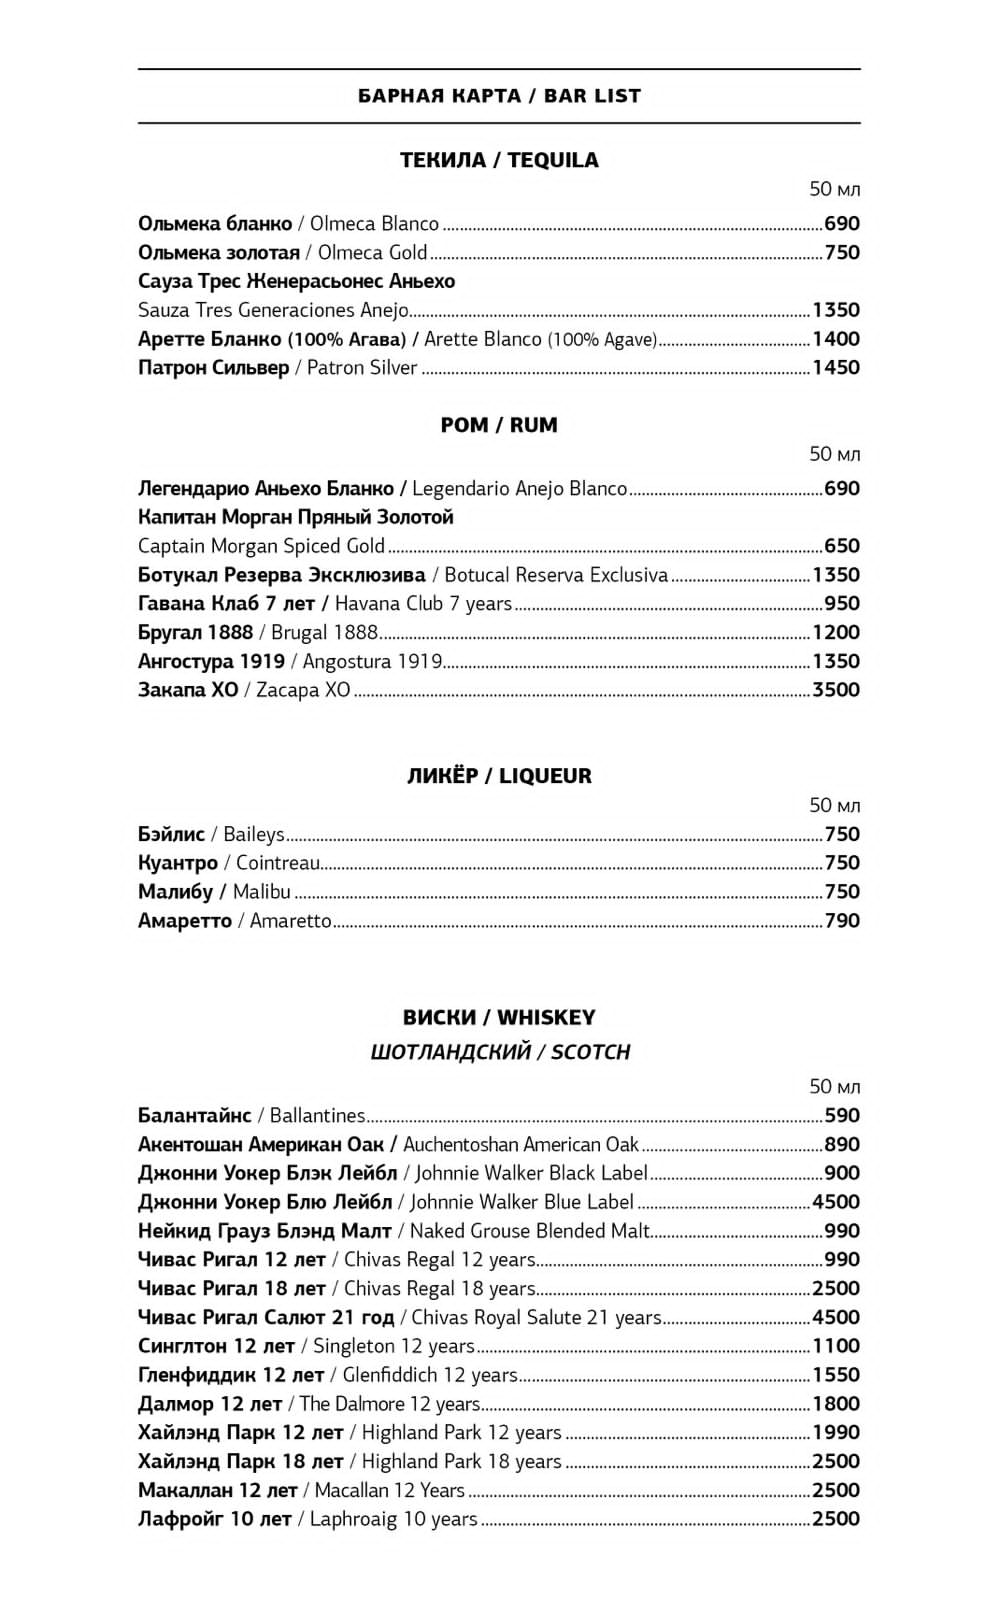 БАРНАЯ КАРТА / BAR LIST
ТЕКИЛА / TEQUILA
50 мл
Ольмека бланко / Olmeca Blanco 690
Ольмека золотая / Olmeca Gold 750
Сауза Трес Женерасьонес Аньехо
Sauza Tres Generaciones Anejo 1350
Аретте Бланко (100% Агава) / Arette Blanco (100% Agave) 1400
Патрон Сильвер / Patron Silver 1450
РОМ / RUM
50 мл
Легендарио Аньехо Бланко / Legendario Anejo Blanco 690
Капитан Морган Пряный Золотой
Captain Morgan Spiced Gold 650
Ботукал Резерва Эксклюзива / Botucal Reserva Exclusiva 1350
Гавана Клаб 7 лет / Havana Club 7 years 950
Бругал 1888 / Brugal 1888 1200
Ангостура 1919 / Angostura 1919 1350
Закапа XO / Zacapa XO 3500
ЛИКЁР / LIQUEUR
50 мл
Бэйлис / Baileys 750
Куантро / Cointreau 750
Малибу / Malibu 750
Амаретто / Amaretto 790
ВИСКИ / WHISKEY
ШОТЛАНДСКИЙ / SCOTCH
50 мл
Балантайнс / Ballantines 590
Акентошан Американ Оак / Auchentoshan American Oak 890
Джонни Уокер Блэк Лейбл / Johnnie Walker Black Label 900
Джонни Уокер Блю Лейбл / Johnnie Walker Blue Label 4500
Нейкид Грауз Блэнд Малт / Naked Grouse Blended Malt 990
Чивас Ригал 12 лет / Chivas Regal 12 years 990
Чивас Ригал 18 лет / Chivas Regal 18 years 2500
Чивас Ригал Салют 21 год / Chivas Royal Salute 21 years 4500
Синглтон 12 лет / Singleton 12 years 1100
Гленфиддик 12 лет / Glenfiddich 12 years 1550
Далмор 12 лет / The Dalmore 12 years 1800
Хайлэнд Парк 12 лет / Highland Park 12 years 1990
Хайлэнд Парк 18 лет / Highland Park 18 years 2500
Макаллан 12 лет / Macallan 12 Years 2500
Лафройг 10 лет / Laphroaig 10 years 2500